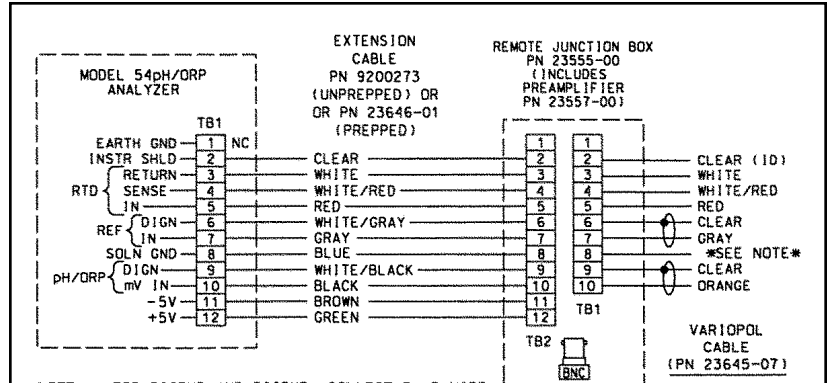 EXTENSION
CABLE
PN 9200273
(UNPREPPED) OR
OR PN 23646-01
(PREPPED)
REMOTE JUNCTION BOX
PN 23555-00
(INCLUDES
PREAMPLIFIER
PN 23557-00)
MODEL 54pH/ORP
ANALYZER
TB1
EARTH GND 1 NC 1 1
INSTR SHLD 2 CLEAR 2 2 CLEAR (ID)
RTD RETURN 3 WHITE 3 3 WHITE
SENSE 4 WHITE/RED 4 4 WHITE/RED
IN 5 RED 5 5 RED
REF DIGN 6 WHITE/GRAY 6 6 CLEAR
IN 7 GRAY 7 7 GRAY
SOLN GND 8 BLUE 8 8 *SEE NOTE*
pH/ORP DIGN 9 WHITE/BLACK 9 9 CLEAR
mV IN 10 BLACK 10 10 ORANGE
-5V 11 BROWN 11
+5V 12 GREEN 12
TB1
TB2
BNC
VARIOPOL
CABLE
(PN 23645-07)